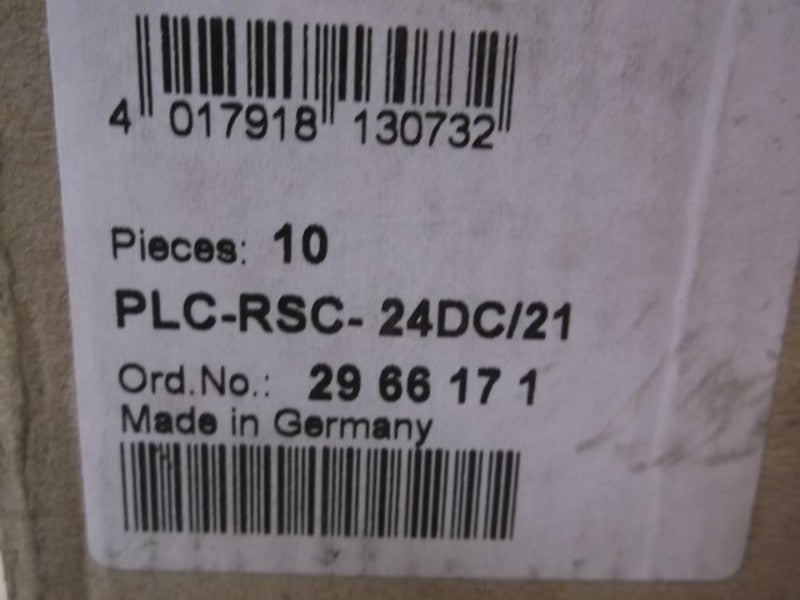 4 017918 130732
Pieces: 10
PLC-RSC- 24DC/21
Ord.No.: 29 66 17 1
Made in Germany